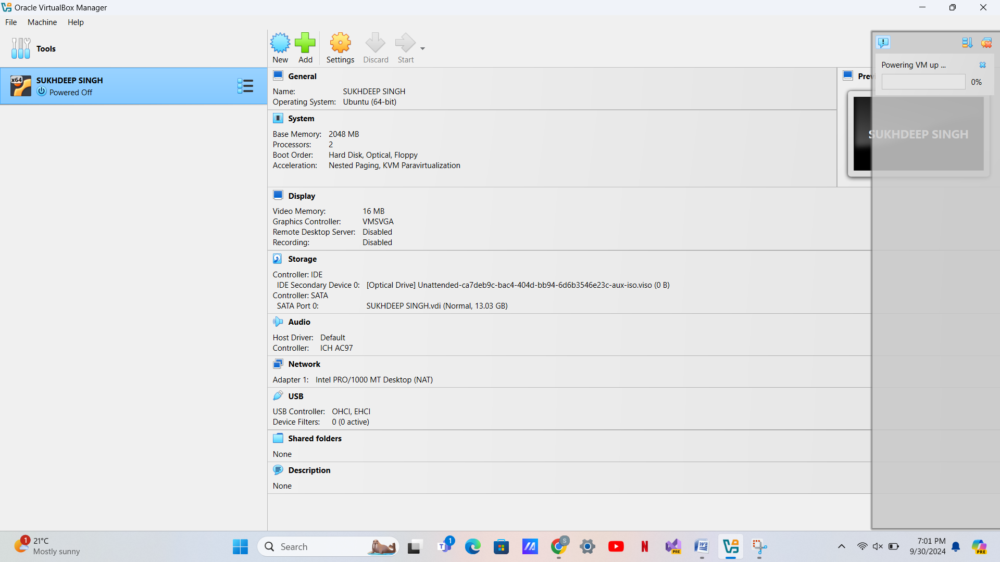 Oracle VirtualBox Manager
File Machine Help
Tools
New Add Settings Discard Start
x64 SUKHDEEP SINGH
Powered Off
General
Name: SUKHDEEP SINGH
Operating System: Ubuntu (64-bit)
System
Base Memory: 2048 MB
Processors: 2
Boot Order: Hard Disk, Optical, Floppy
Acceleration: Nested Paging, KVM Paravirtualization
Previ
SUKHDEEP SINGH
Powering VM up ...
0%
Display
Video Memory: 16 MB
Graphics Controller: VMSVGA
Remote Desktop Server: Disabled
Recording: Disabled
Storage
Controller: IDE
IDE Secondary Device 0: [Optical Drive] Unattended-ca7deb9c-bac4-404d-bb94-6d6b3546e23c-aux-iso.viso (0 B)
Controller: SATA
SATA Port 0: SUKHDEEP SINGH.vdi (Normal, 13.03 GB)
Audio
Host Driver: Default
Controller: ICH AC97
Network
Adapter 1: Intel PRO/1000 MT Desktop (NAT)
USB
USB Controller: OHCI, EHCI
Device Filters: 0 (0 active)
Shared folders
None
Description
None
1 21°C
Mostly sunny
Search
1
S
N
PRE
7:01 PM
9/30/2024
PRE